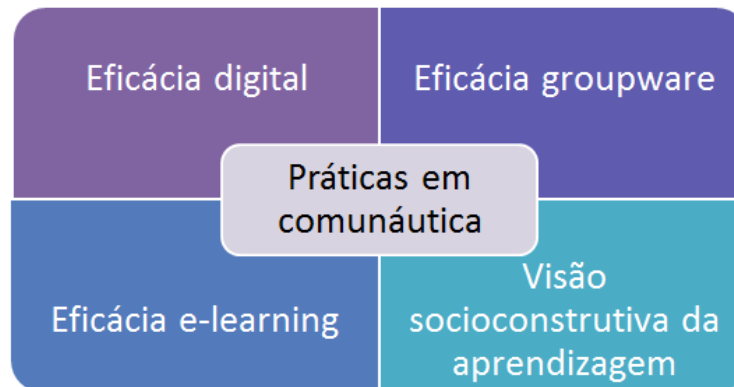 Eficácia digital
Eficácia groupware
Práticas em
comunáutica
Eficácia e-learning
Visão
socioconstrutiva da
aprendizagem